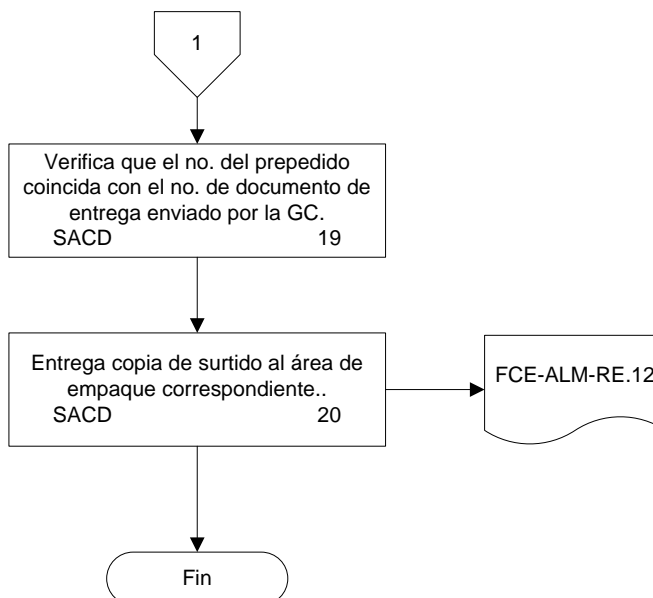 1
Verifica que el no. del prepedido
coincida con el no. de documento de
entrega enviado por la GC.
SACD 19
Entrega copia de surtido al área de
empaque correspondiente..
SACD 20
FCE-ALM-RE.12
Fin